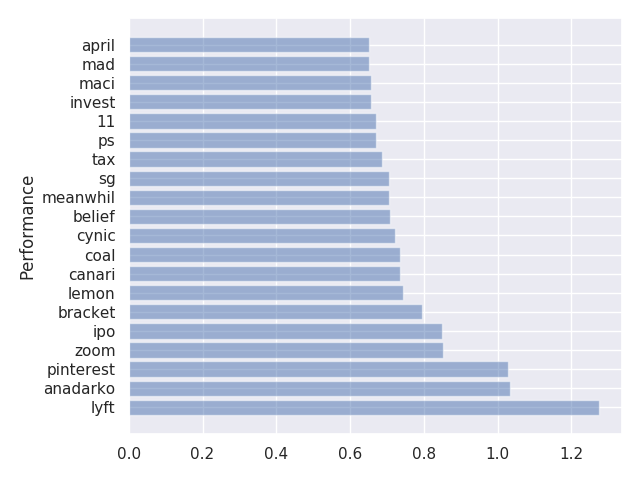 april
mad
maci
invest
11
ps
tax
sg
meanwhil
belief
cynic
coal
canari
lemon
bracket
ipo
zoom
pinterest
anadarko
lyft
Performance
0.0 0.2 0.4 0.6 0.8 1.0 1.2